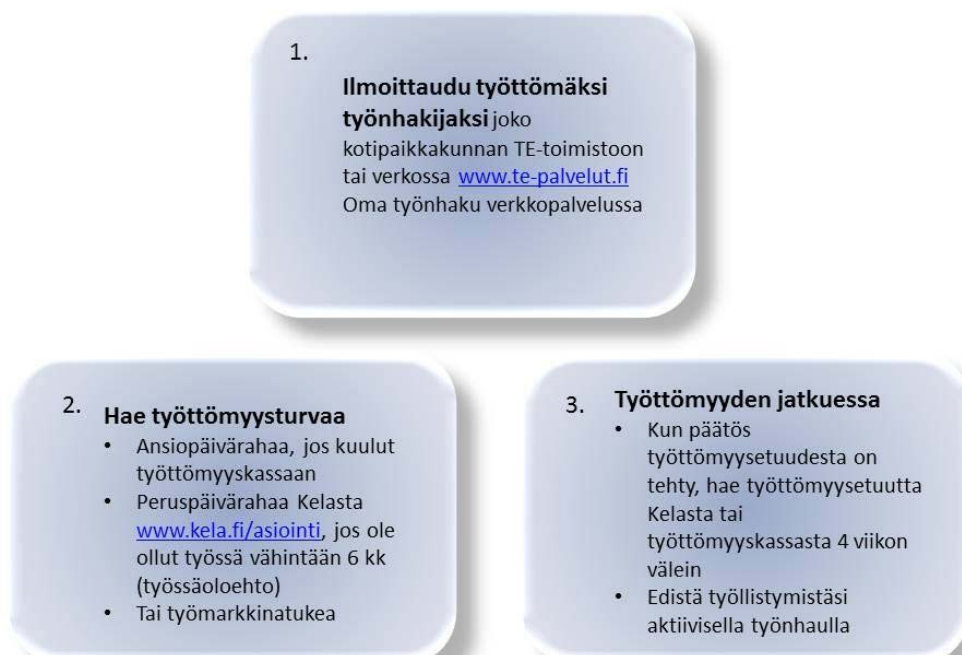 1.
Ilmoittaudu työttömäksi
työnhakijaksi joko
kotipaikkakunnan TE-toimistoon
tai verkossa www.te-palvelut.fi
Oma työnhaku verkkopalvelussa
2. Hae työttömyysturvaa
• Ansiopäivärahaa, jos kuulut
työttömyyskassaan
• Peruspäivärahaa Kelasta
www.kela.fi/asiointi, jos ole
ollut työssä vähintään 6 kk
(työssäoloehto)
• Tai työmarkkinatukea
3. Työttömyyden jatkuessa
• Kun päätös
työttömyysetuudesta on
tehty, hae työttömyysetuutta
Kelasta tai
työttömyyskassasta 4 viikon
välein
• Edistä työllistymistäsi
aktiivisella työnhaulla